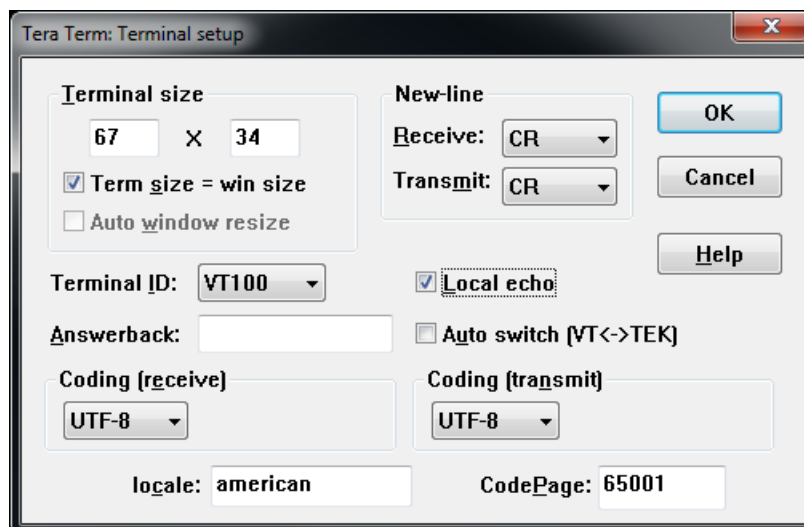 Tera Term: Terminal setup
Terminal size
67 X 34
Term size = win size
Auto window resize
New-line
Receive: CR
Transmit: CR
OK
Cancel
Help
Terminal ID: VT100
Local echo
Answerback:
Auto switch (VT<->TEK)
Coding (receive)
UTF-8
Coding (transmit)
UTF-8
locale: american
CodePage: 65001